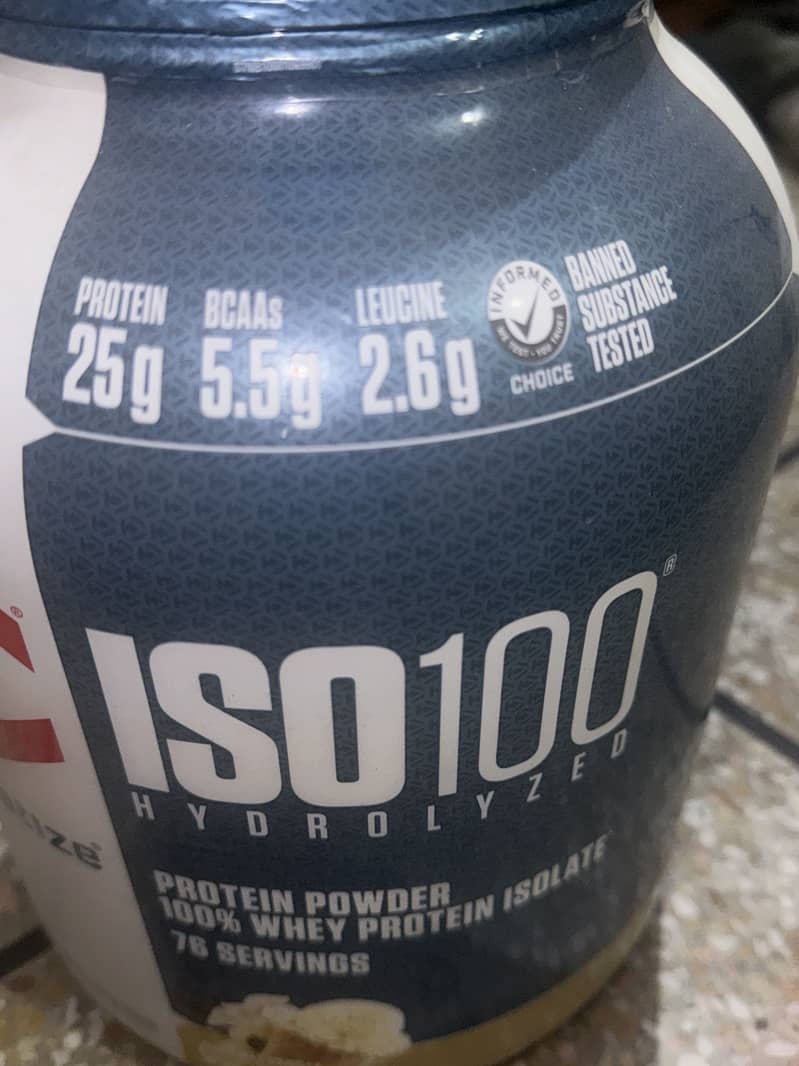 PROTEIN
25g
BCAAs
5.5g
LEUCINE
2.6g
INFORMED
CHOICE
BANNED
SUBSTANCE
TESTED
ISO100®
HYDROLYZED
PROTEIN POWDER
100% WHEY PROTEIN ISOLATE
76 SERVINGS